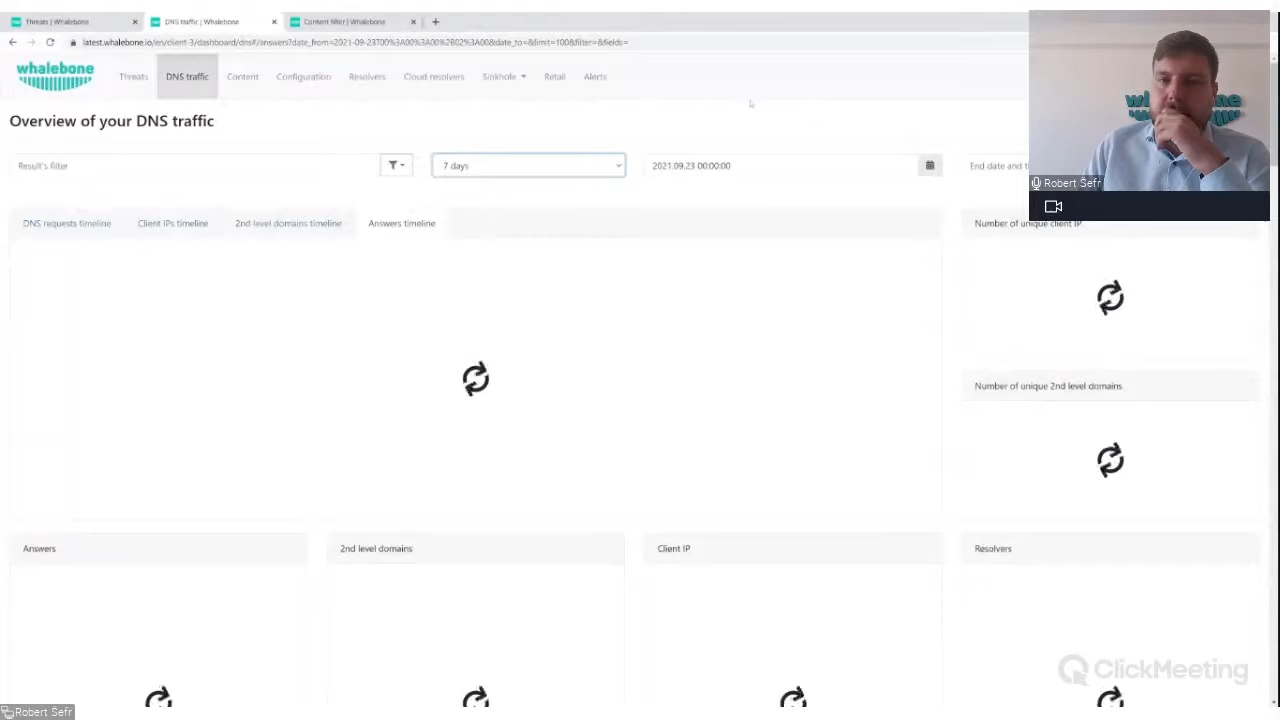 Threats | Whalebone
DNS traffic | Whalebone
Content filter | Whalebone
latest.whalebone.io/en/client-3/dashboard/dns#/answers?date_from=2021-09-23T00%3A00%3A00%2B02%3A00&date_to=&limit=100&filter=&fields=
whalebone
Threats
DNS traffic
Content
Configuration
Resolvers
Cloud resolvers
Sinkhole
Retail
Alerts
Overview of your DNS traffic
Result's filter
7 days
2021.09.23 00:00:00
End date and
Robert Šefr
DNS requests timeline
Client IPs timeline
2nd level domains timeline
Answers timeline
Number of unique client IP
Number of unique 2nd level domains
Answers
2nd level domains
Client IP
Resolvers
ClickMeeting
Robert Šefr